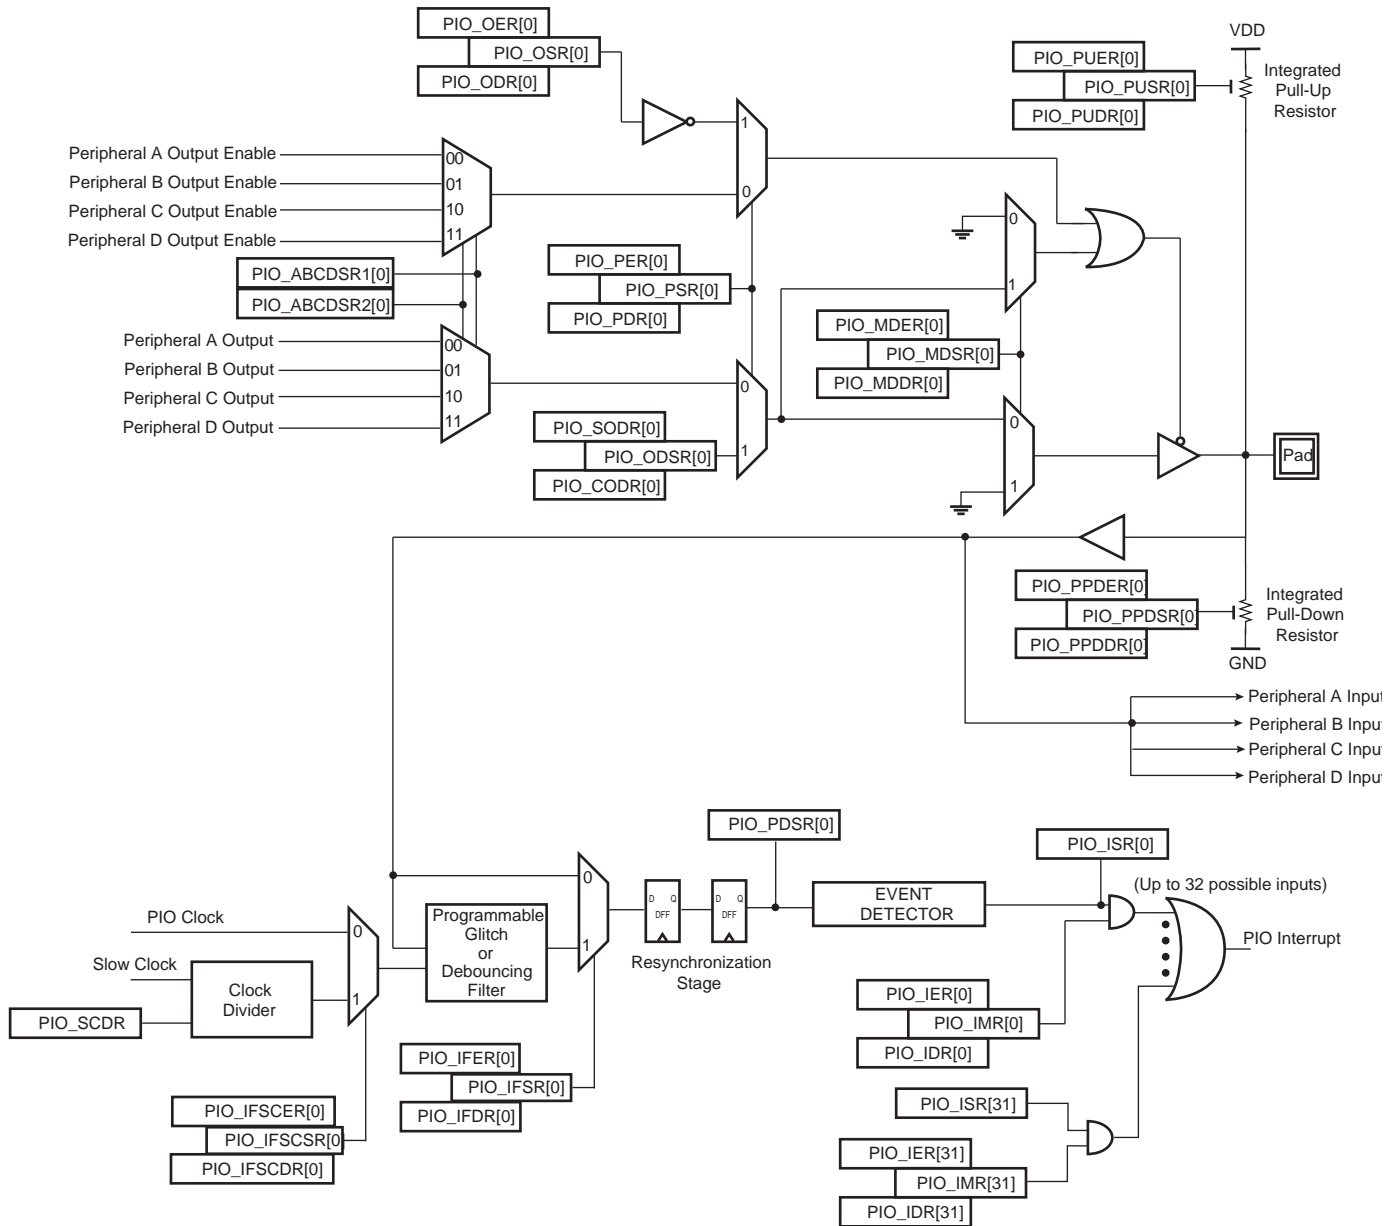 PIO_OER[0]
PIO_OSR[0]
PIO_ODR[0]
VDD
PIO_PUER[0]
PIO_PUSR[0]
PIO_PUDR[0]
Integrated
Pull-Up
Resistor
1
0
Peripheral A Output Enable
Peripheral B Output Enable
Peripheral C Output Enable
Peripheral D Output Enable
00
01
10
11
0
1
PIO_ABCDSR1[0]
PIO_ABCDSR2[0]
PIO_PER[0]
PIO_PSR[0]
PIO_PDR[0]
PIO_MDER[0]
PIO_MDSR[0]
PIO_MDDR[0]
Peripheral A Output
Peripheral B Output
Peripheral C Output
Peripheral D Output
00
01
10
11
0
1
PIO_SODR[0]
PIO_ODSR[0]
PIO_CODR[0]
0
1
Pad
PIO_PPDER[0]
PIO_PPDSR[0]
PIO_PPDDR[0]
Integrated
Pull-Down
Resistor
GND
Peripheral A Input
Peripheral B Input
Peripheral C Input
Peripheral D Input
PIO_PDSR[0]
PIO_ISR[0]
(Up to 32 possible inputs)
0
1
D Q
DFF
D Q
DFF
Resynchronization
Stage
EVENT
DETECTOR
PIO Interrupt
PIO Clock
Slow Clock
0
1
Programmable
Glitch
or
Debouncing
Filter
Clock
Divider
PIO_SCDR
PIO_IER[0]
PIO_IMR[0]
PIO_IDR[0]
PIO_IFER[0]
PIO_IFSR[0]
PIO_IFDR[0]
PIO_IFSCER[0]
PIO_IFSCSR[0]
PIO_IFSCDR[0]
PIO_ISR[31]
PIO_IER[31]
PIO_IMR[31]
PIO_IDR[31]